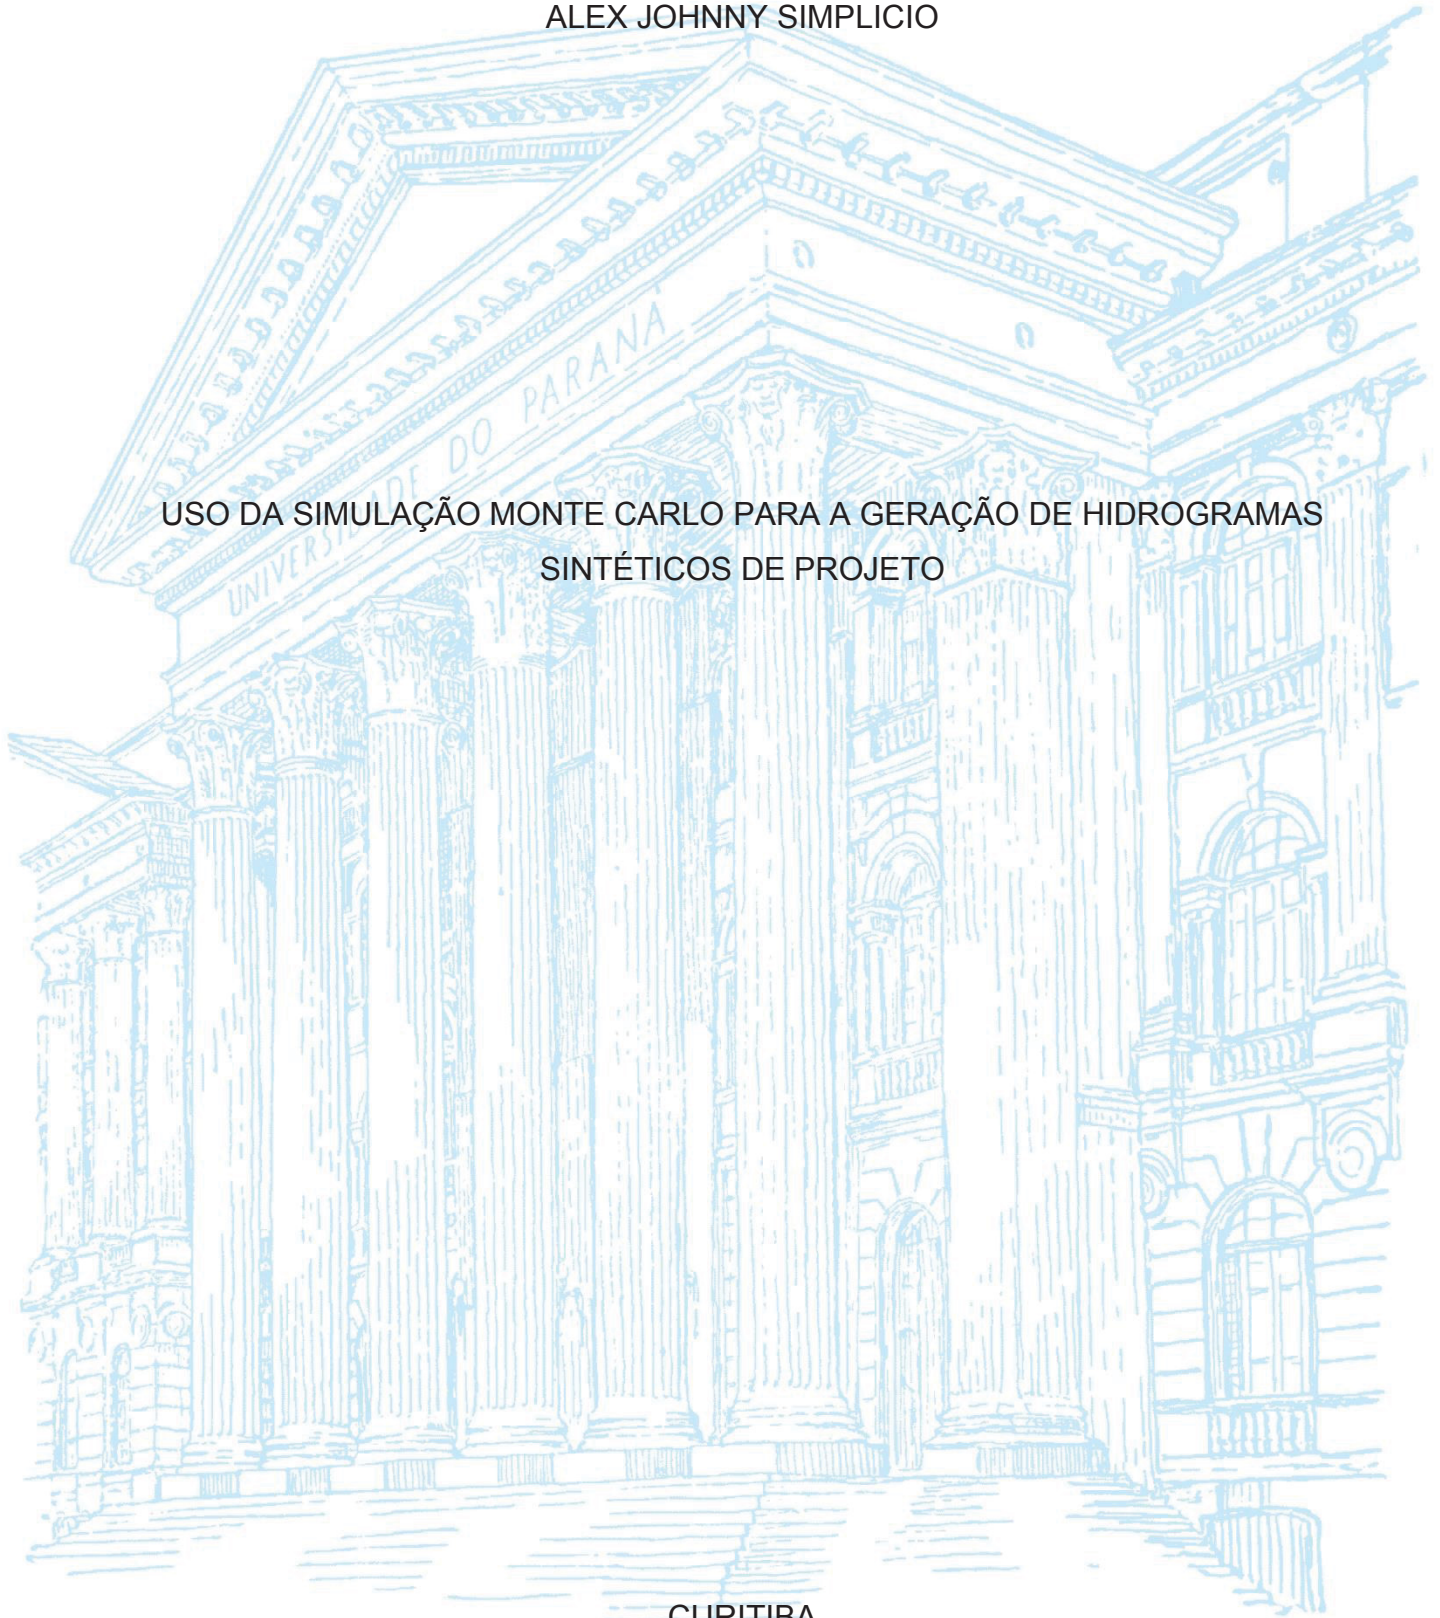 ALEX JOHNNY SIMPLICIO
UNIVERSIDADE DO PARANÁ
USO DA SIMULAÇÃO MONTE CARLO PARA A GERAÇÃO DE HIDROGRAMAS
SINTÉTICOS DE PROJETO
CURITIBA